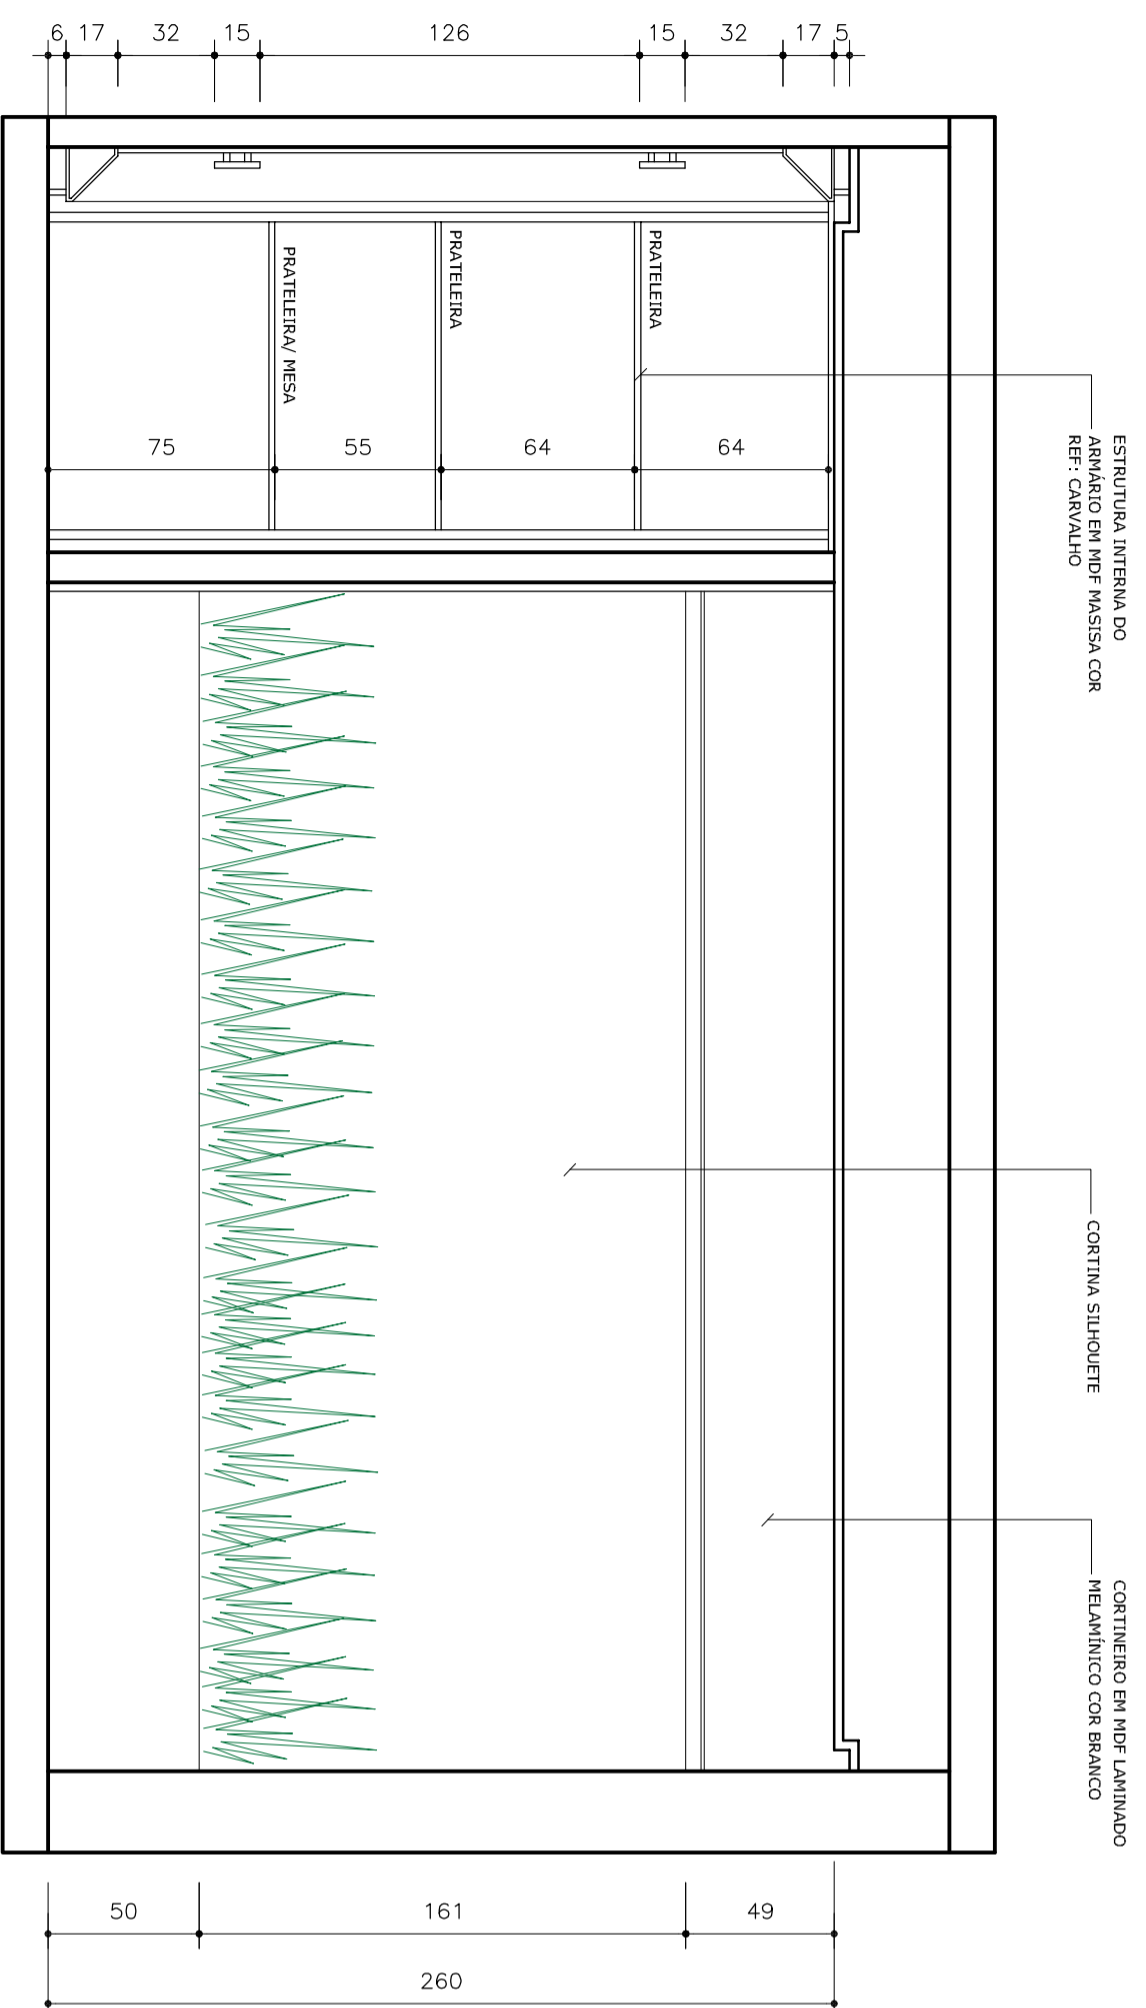 6 17 32 15 126 15 32 17 5
ESTRUTURA INTERNA DO
ARMÁRIO EM MDF MASISA COR
REF: CARVALHO
PRATELEIRA/ MESA
PRATELEIRA
PRATELEIRA
75 55 64 64
CORTINA SILHOUETE
CORTINEIRO EM MDF LAMINADO
MELAMÍNICO COR BRANCO
50 161 49
260